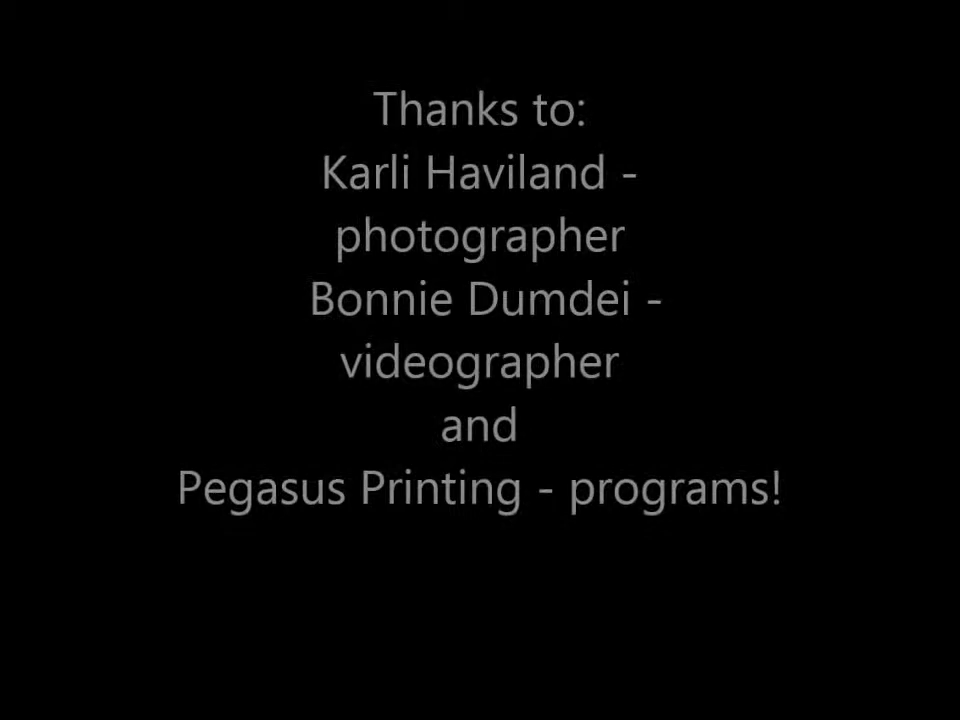 Thanks to:
Karli Haviland -
photographer
Bonnie Dumdei -
videographer
and
Pegasus Printing - programs!